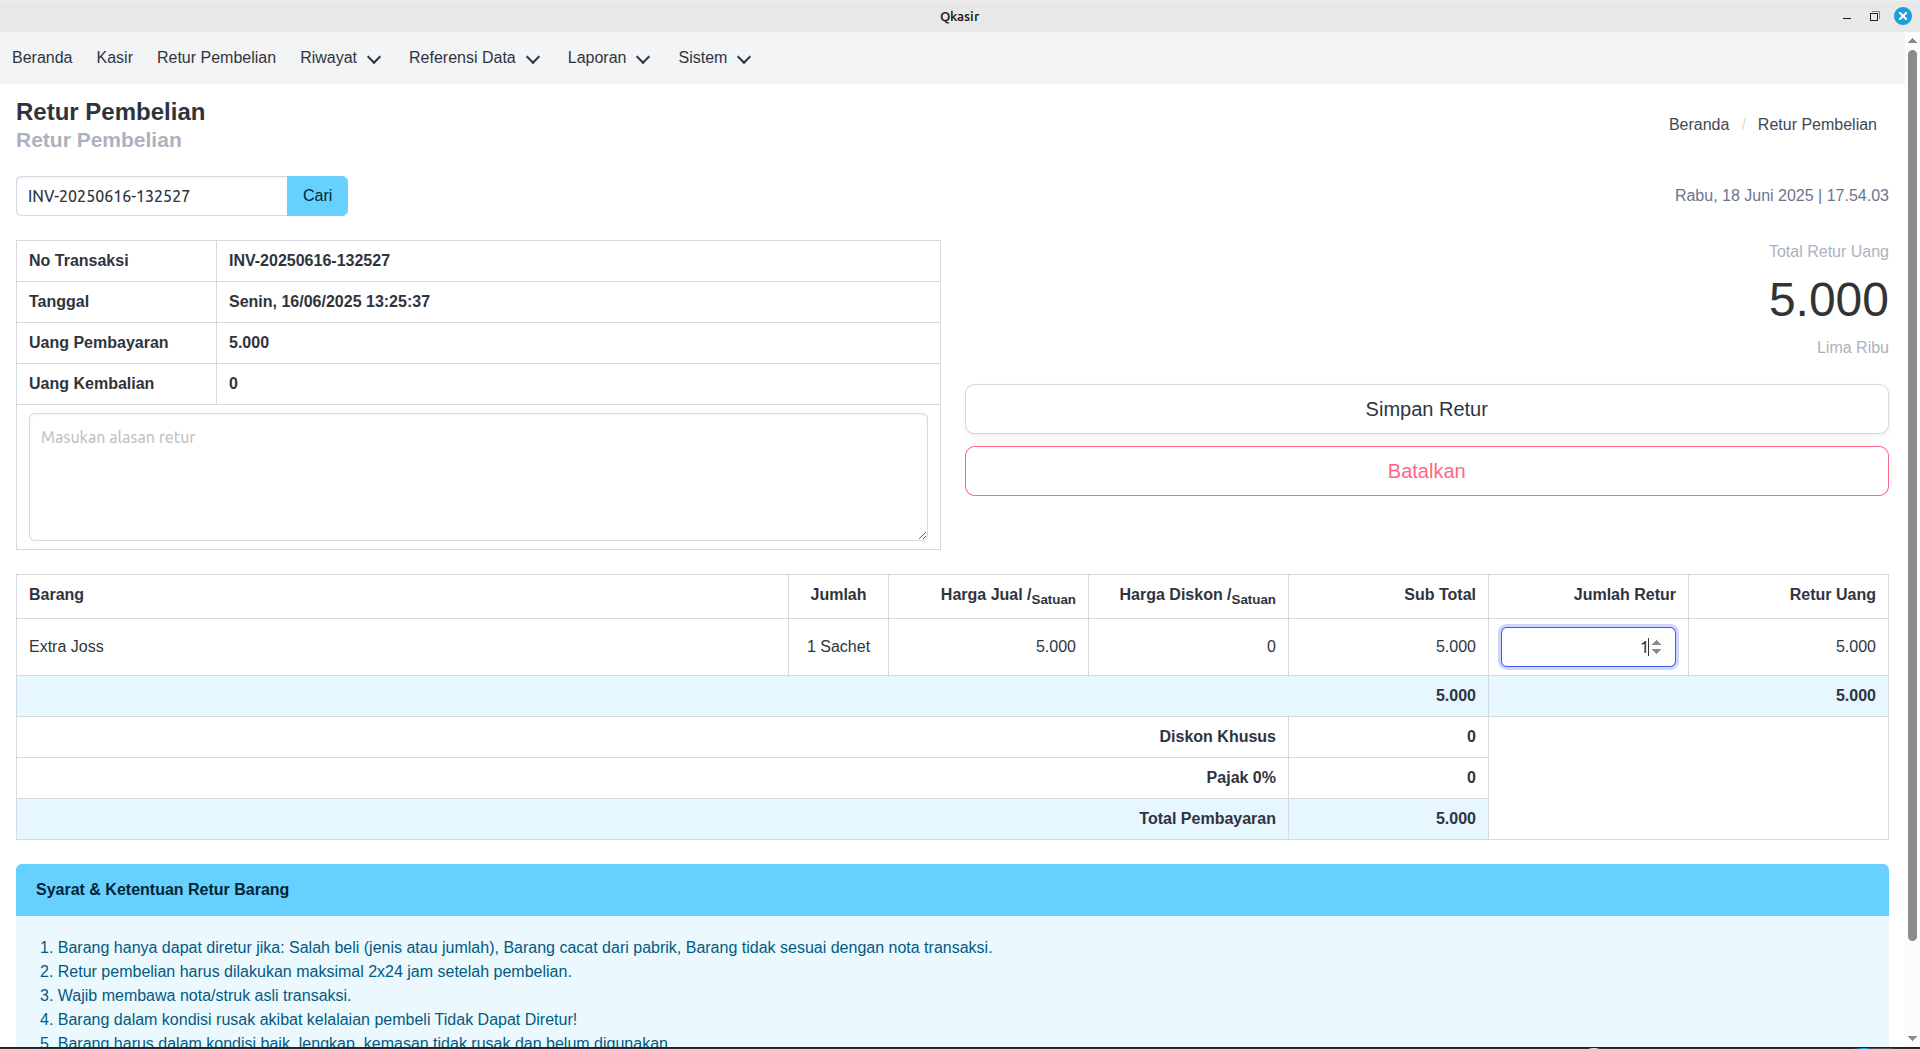 Qkasir
Beranda Kasir Retur Pembelian Riwayat Referensi Data Laporan Sistem
Retur Pembelian
Retur Pembelian
Beranda / Retur Pembelian
INV-20250616-132527 Cari
Rabu, 18 Juni 2025 | 17.54.03
No Transaksi INV-20250616-132527
Tanggal Senin, 16/06/2025 13:25:37
Uang Pembayaran 5.000
Uang Kembalian 0
Masukan alasan retur
Total Retur Uang
5.000
Lima Ribu
Simpan Retur
Batalkan
Barang Jumlah Harga Jual /Satuan Harga Diskon /Satuan Sub Total Jumlah Retur Retur Uang
Extra Joss 1 Sachet 5.000 0 5.000 1 5.000
5.000 5.000
Diskon Khusus 0
Pajak 0% 0
Total Pembayaran 5.000
Syarat & Ketentuan Retur Barang
1. Barang hanya dapat diretur jika: Salah beli (jenis atau jumlah), Barang cacat dari pabrik, Barang tidak sesuai dengan nota transaksi.
2. Retur pembelian harus dilakukan maksimal 2x24 jam setelah pembelian.
3. Wajib membawa nota/struk asli transaksi.
4. Barang dalam kondisi rusak akibat kelalaian pembeli Tidak Dapat Diretur!
5. Barang harus dalam kondisi baik, lengkap, kemasan tidak rusak dan belum digunakan